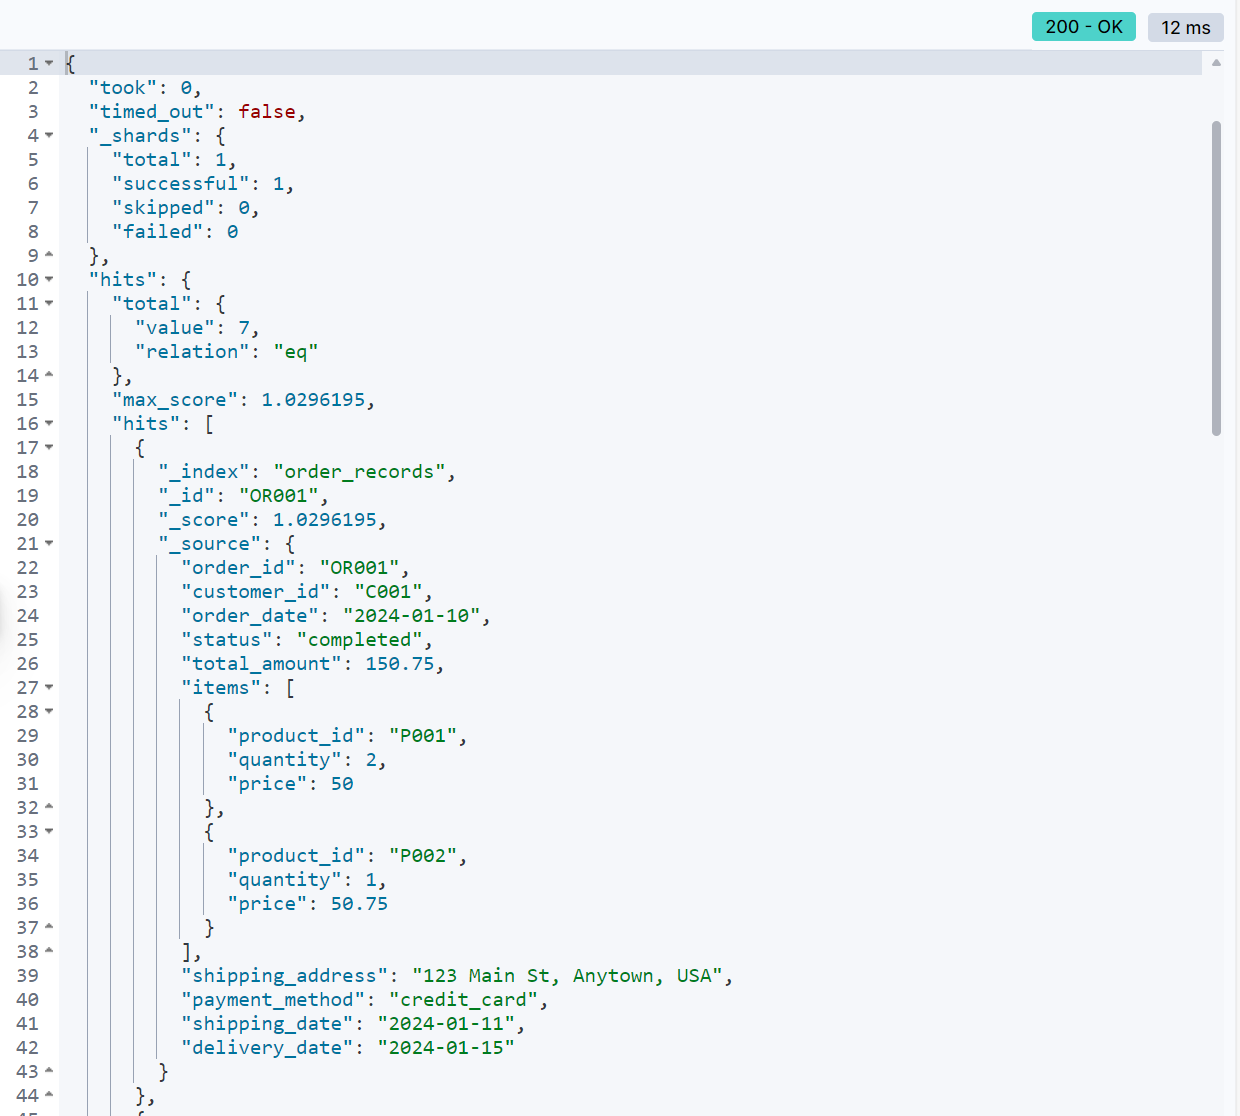 200 - OK 12 ms
1 {
2 "took": 0,
3 "timed_out": false,
4 "_shards": {
5 "total": 1,
6 "successful": 1,
7 "skipped": 0,
8 "failed": 0
9 },
10 "hits": {
11 "total": {
12 "value": 7,
13 "relation": "eq"
14 },
15 "max_score": 1.0296195,
16 "hits": [
17 {
18 "_index": "order_records",
19 "_id": "OR001",
20 "_score": 1.0296195,
21 "_source": {
22 "order_id": "OR001",
23 "customer_id": "C001",
24 "order_date": "2024-01-10",
25 "status": "completed",
26 "total_amount": 150.75,
27 "items": [
28 {
29 "product_id": "P001",
30 "quantity": 2,
31 "price": 50
32 },
33 {
34 "product_id": "P002",
35 "quantity": 1,
36 "price": 50.75
37 }
38 ],
39 "shipping_address": "123 Main St, Anytown, USA",
40 "payment_method": "credit_card",
41 "shipping_date": "2024-01-11",
42 "delivery_date": "2024-01-15"
43 }
44 },